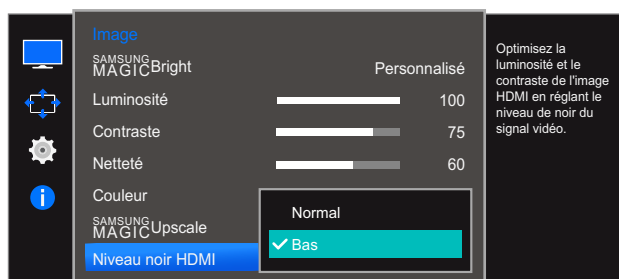 Image
SAMSUNG
MAGICBright Personnalisé
Luminosité 100
Contraste 75
Netteté 60
Couleur
SAMSUNG
MAGICUpscale
Niveau noir HDMI
Normal
Bas
Optimisez la
luminosité et le
contraste de l'image
HDMI en réglant le
niveau de noir du
signal vidéo.